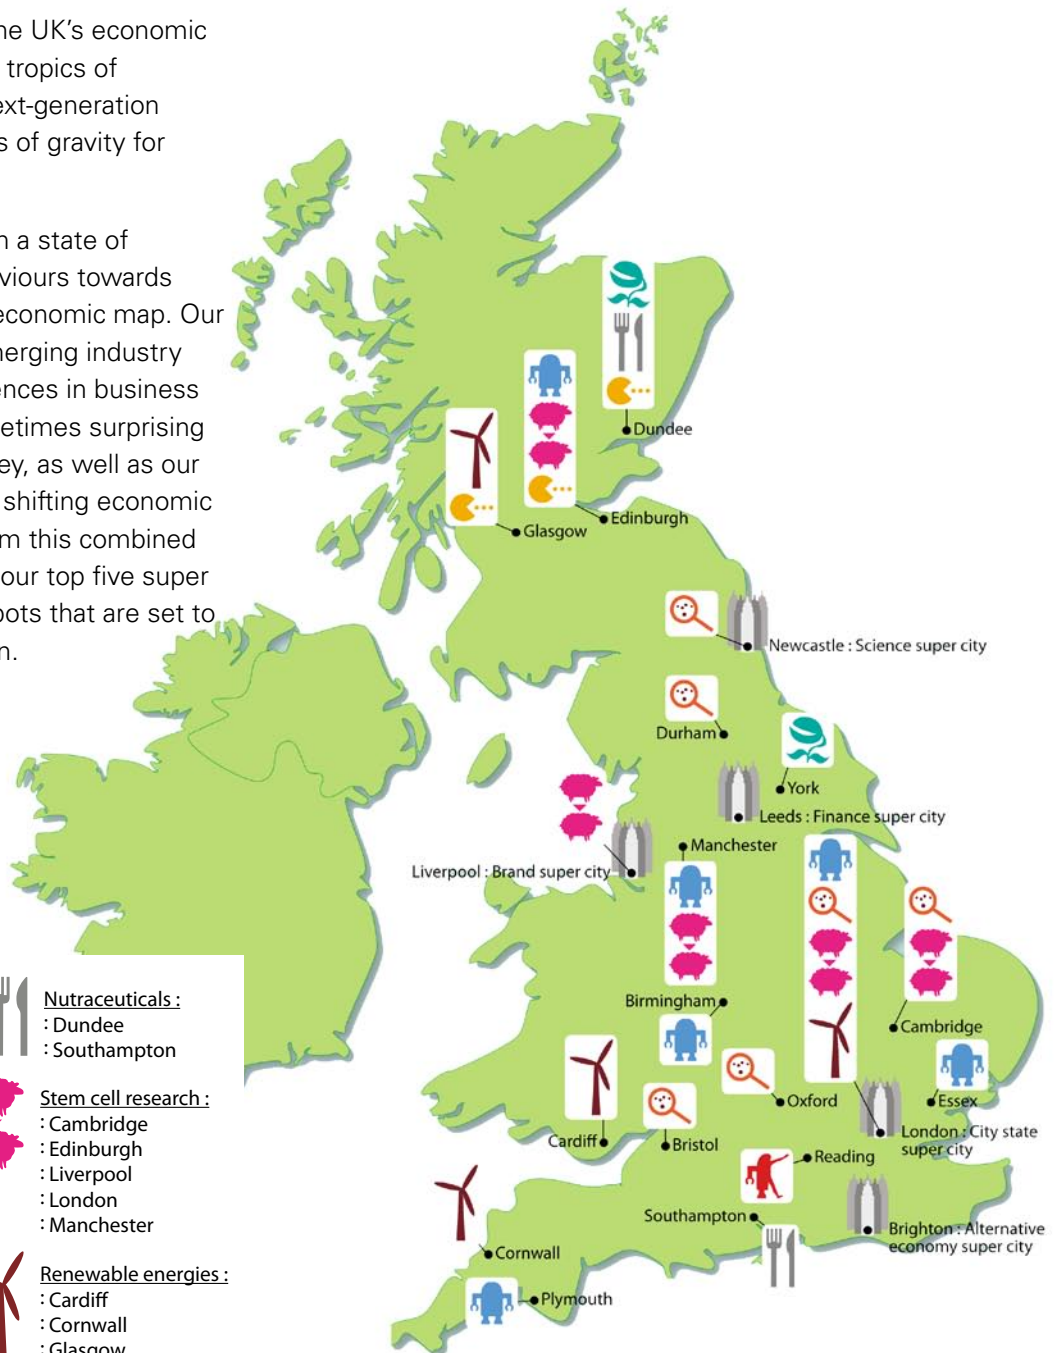 he UK's economic
tropics of
ext-generation
s of gravity for
n a state of
viours towards
economic map. Our
nerging industry
ences in business
etimes surprising
ey, as well as our
shifting economic
m this combined
our top five super
oots that are set to
n.
Dundee
Edinburgh
Glasgow
Newcastle : Science super city
Durham
York
Leeds : Finance super city
Manchester
Liverpool : Brand super city
Birmingham
Cambridge
Oxford
Essex
Cardiff
Bristol
London : City state
super city
Reading
Southampton
Brighton : Alternative
economy super city
Cornwall
Plymouth
Nutraceuticals :
: Dundee
: Southampton
Stem cell research :
: Cambridge
: Edinburgh
: Liverpool
: London
: Manchester
Renewable energies :
: Cardiff
: Cornwall
: Glasgow